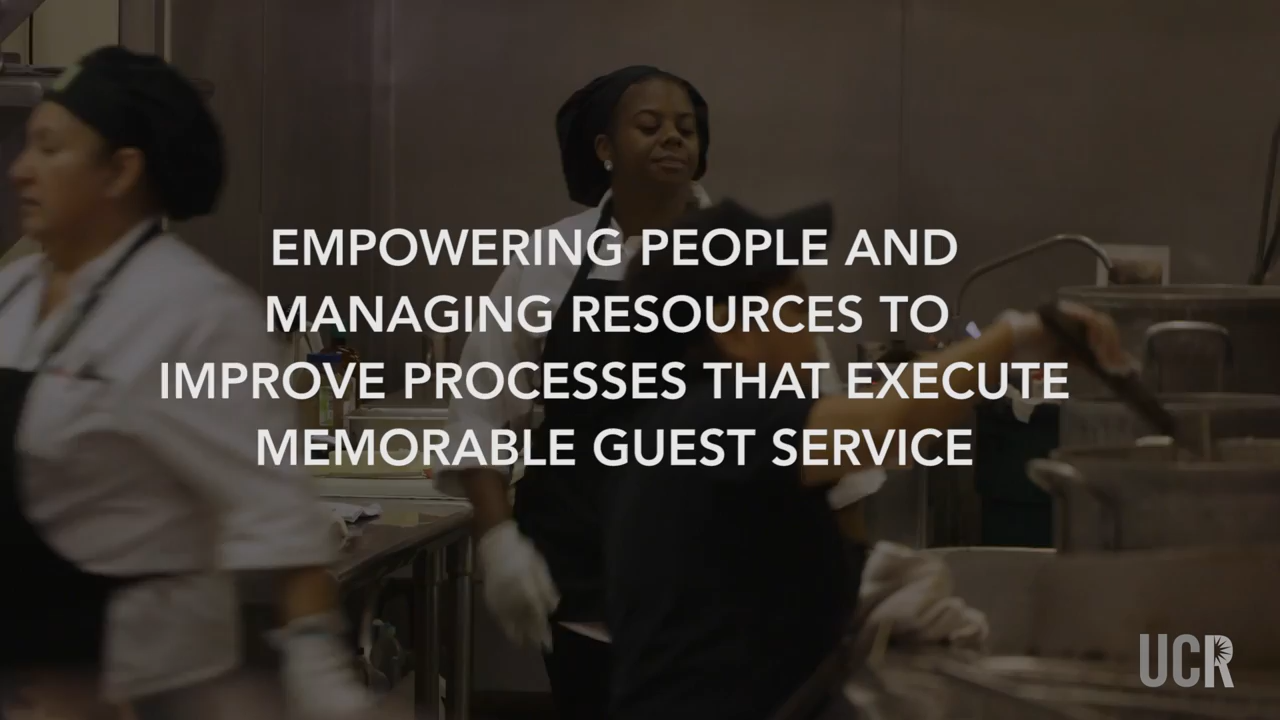 EMPOWERING PEOPLE AND
MANAGING RESOURCES TO
IMPROVE PROCESSES THAT EXECUTE
MEMORABLE GUEST SERVICE
UCR